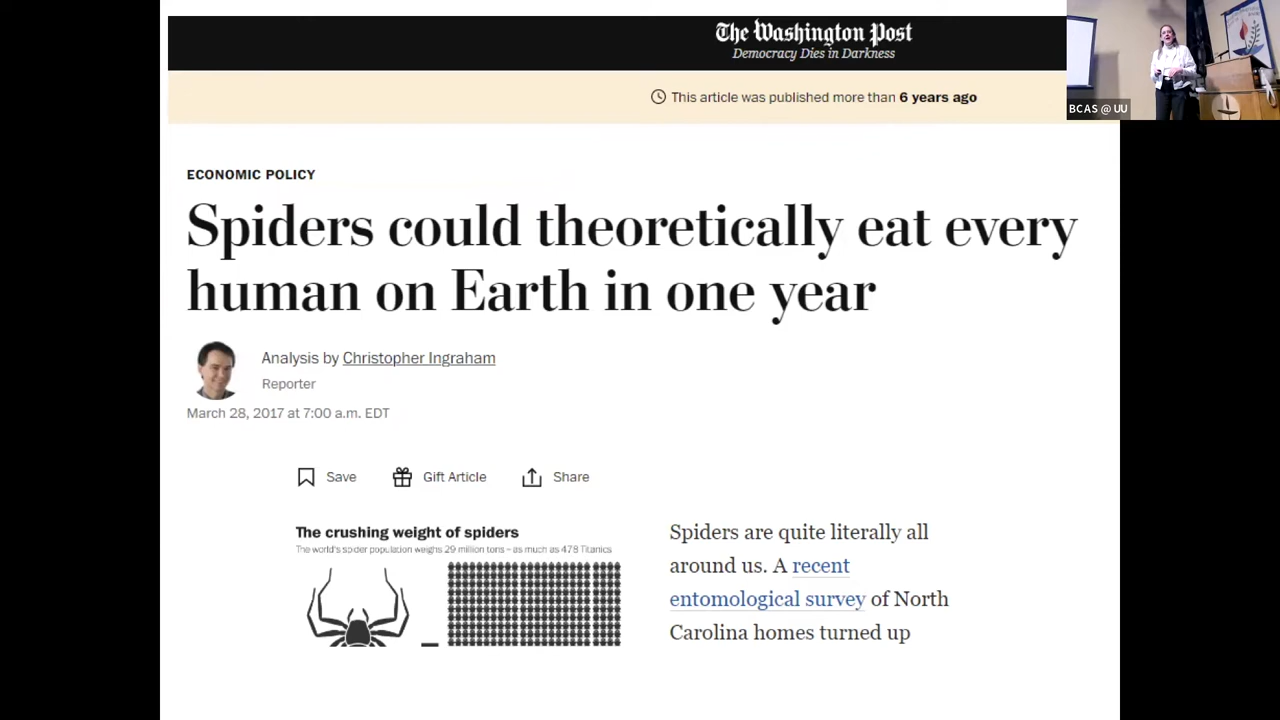 The Washington Post
Democracy Dies in Darkness
This article was published more than 6 years ago
BCAS @ UU
ECONOMIC POLICY
Spiders could theoretically eat every
human on Earth in one year
Analysis by Christopher Ingraham
Reporter
March 28, 2017 at 7:00 a.m. EDT
Save
Gift Article
Share
The crushing weight of spiders
The world's spider population weighs 29 million tons – as much as 478 Titanics
Spiders are quite literally all
around us. A recent
entomological survey of North
Carolina homes turned up